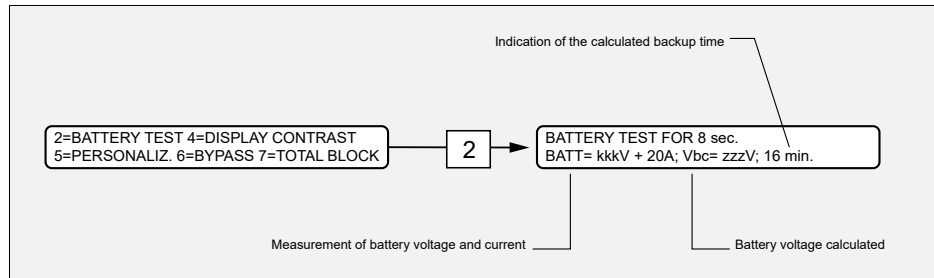 Indication of the calculated backup time
2=BATTERY TEST 4=DISPLAY CONTRAST
5=PERSONALIZ. 6=BYPASS 7=TOTAL BLOCK
2
BATTERY TEST FOR 8 sec.
BATT= kkkV + 20A; Vbc= zzzV; 16 min.
Measurement of battery voltage and current
Battery voltage calculated